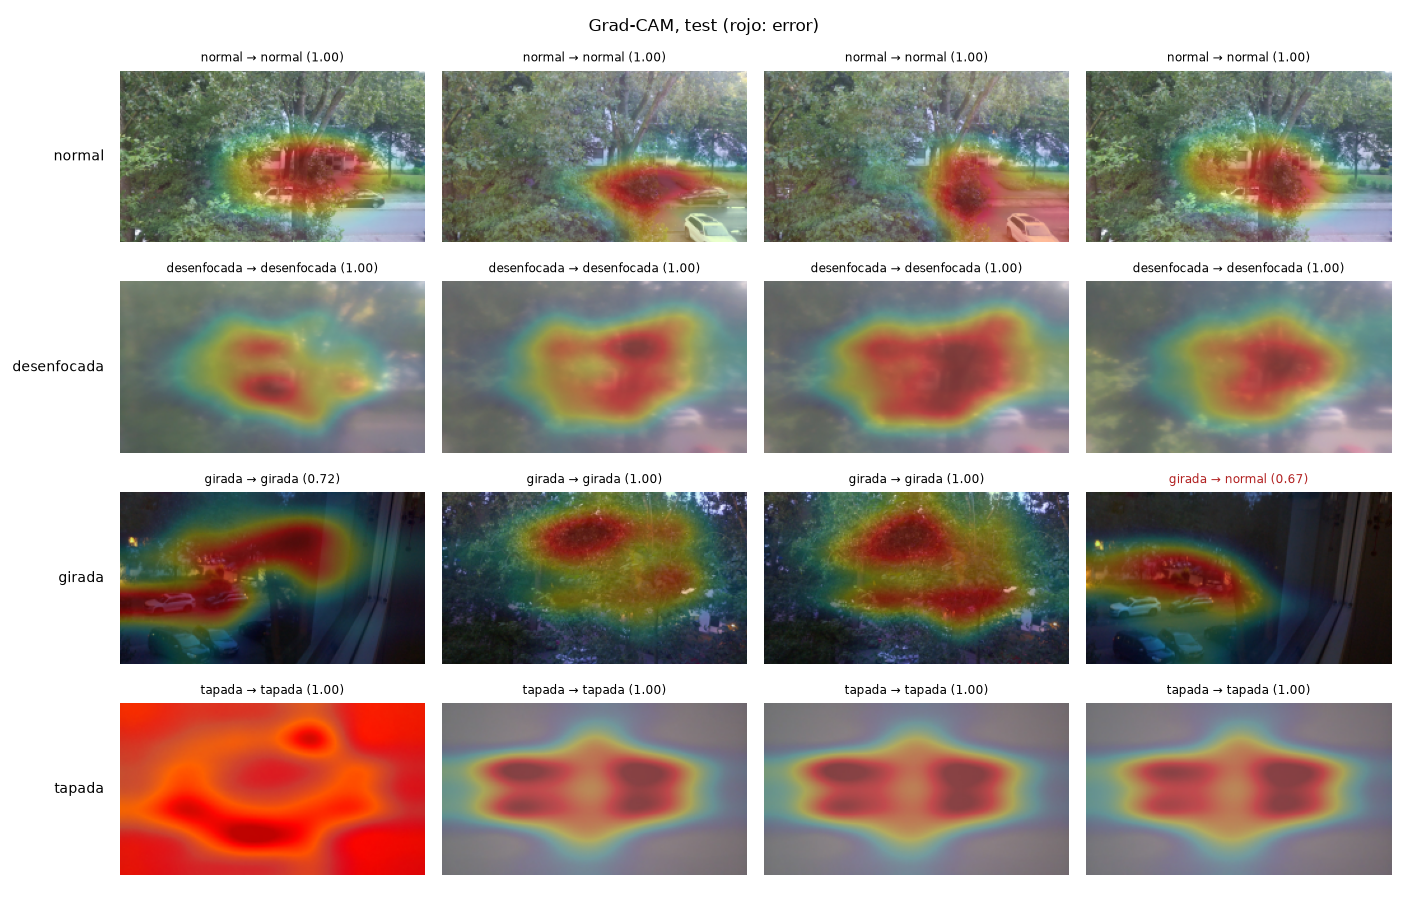 Grad-CAM, test (rojo: error)
normal → normal (1.00)
normal → normal (1.00)
normal → normal (1.00)
normal → normal (1.00)
normal
desenfocada → desenfocada (1.00)
desenfocada → desenfocada (1.00)
desenfocada → desenfocada (1.00)
desenfocada → desenfocada (1.00)
desenfocada
girada → girada (0.72)
girada → girada (1.00)
girada → girada (1.00)
girada → normal (0.67)
girada
tapada → tapada (1.00)
tapada → tapada (1.00)
tapada → tapada (1.00)
tapada → tapada (1.00)
tapada